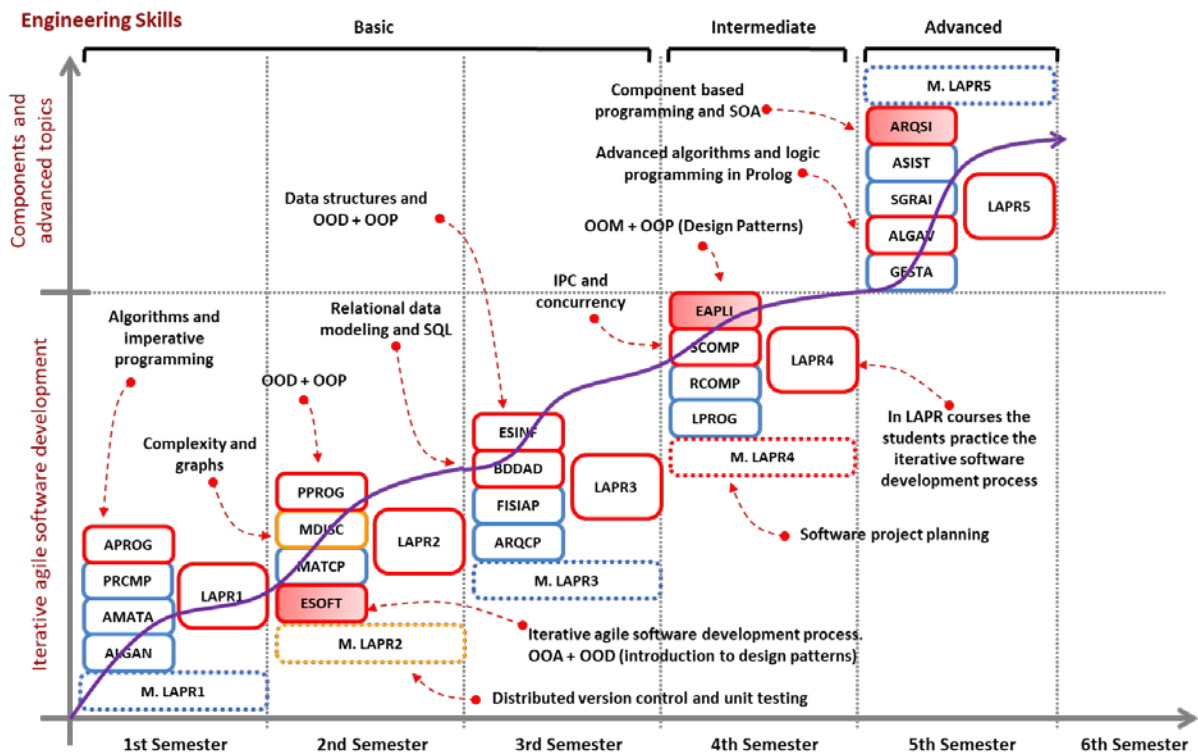 Engineering Skills
Basic
Intermediate
Advanced
Components and
advanced topics
Iterative agile software development
M. LAPR5
Component based
programming and SOA
ARQSI
Advanced algorithms and logic
programming in Prolog
ASIST
SGRAI
LAPR5
ALGAV
GESTA
Data structures and
OOD + OOP
OOM + OOP (Design Patterns)
IPC and
concurrency
Relational data
modeling and SQL
EAPLI
SCOMP
LAPR4
RCOMP
LPROG
M. LAPR4
Algorithms and
imperative
programming
OOD + OOP
In LAPR courses the
students practice the
iterative software
development process
ESINF
BDDAD
LAPR3
FISIAP
ARQCP
M. LAPR3
Complexity and
graphs
PPROG
MDISC
LAPR2
MATCP
ESOFT
M. LAPR2
Software project planning
APROG
PRCMP
LAPR1
AMATA
ALGAN
M. LAPR1
Iterative agile software development process.
OOA + OOD (introduction to design patterns)
Distributed version control and unit testing
1st Semester
2nd Semester
3rd Semester
4th Semester
5th Semester
6th Semester